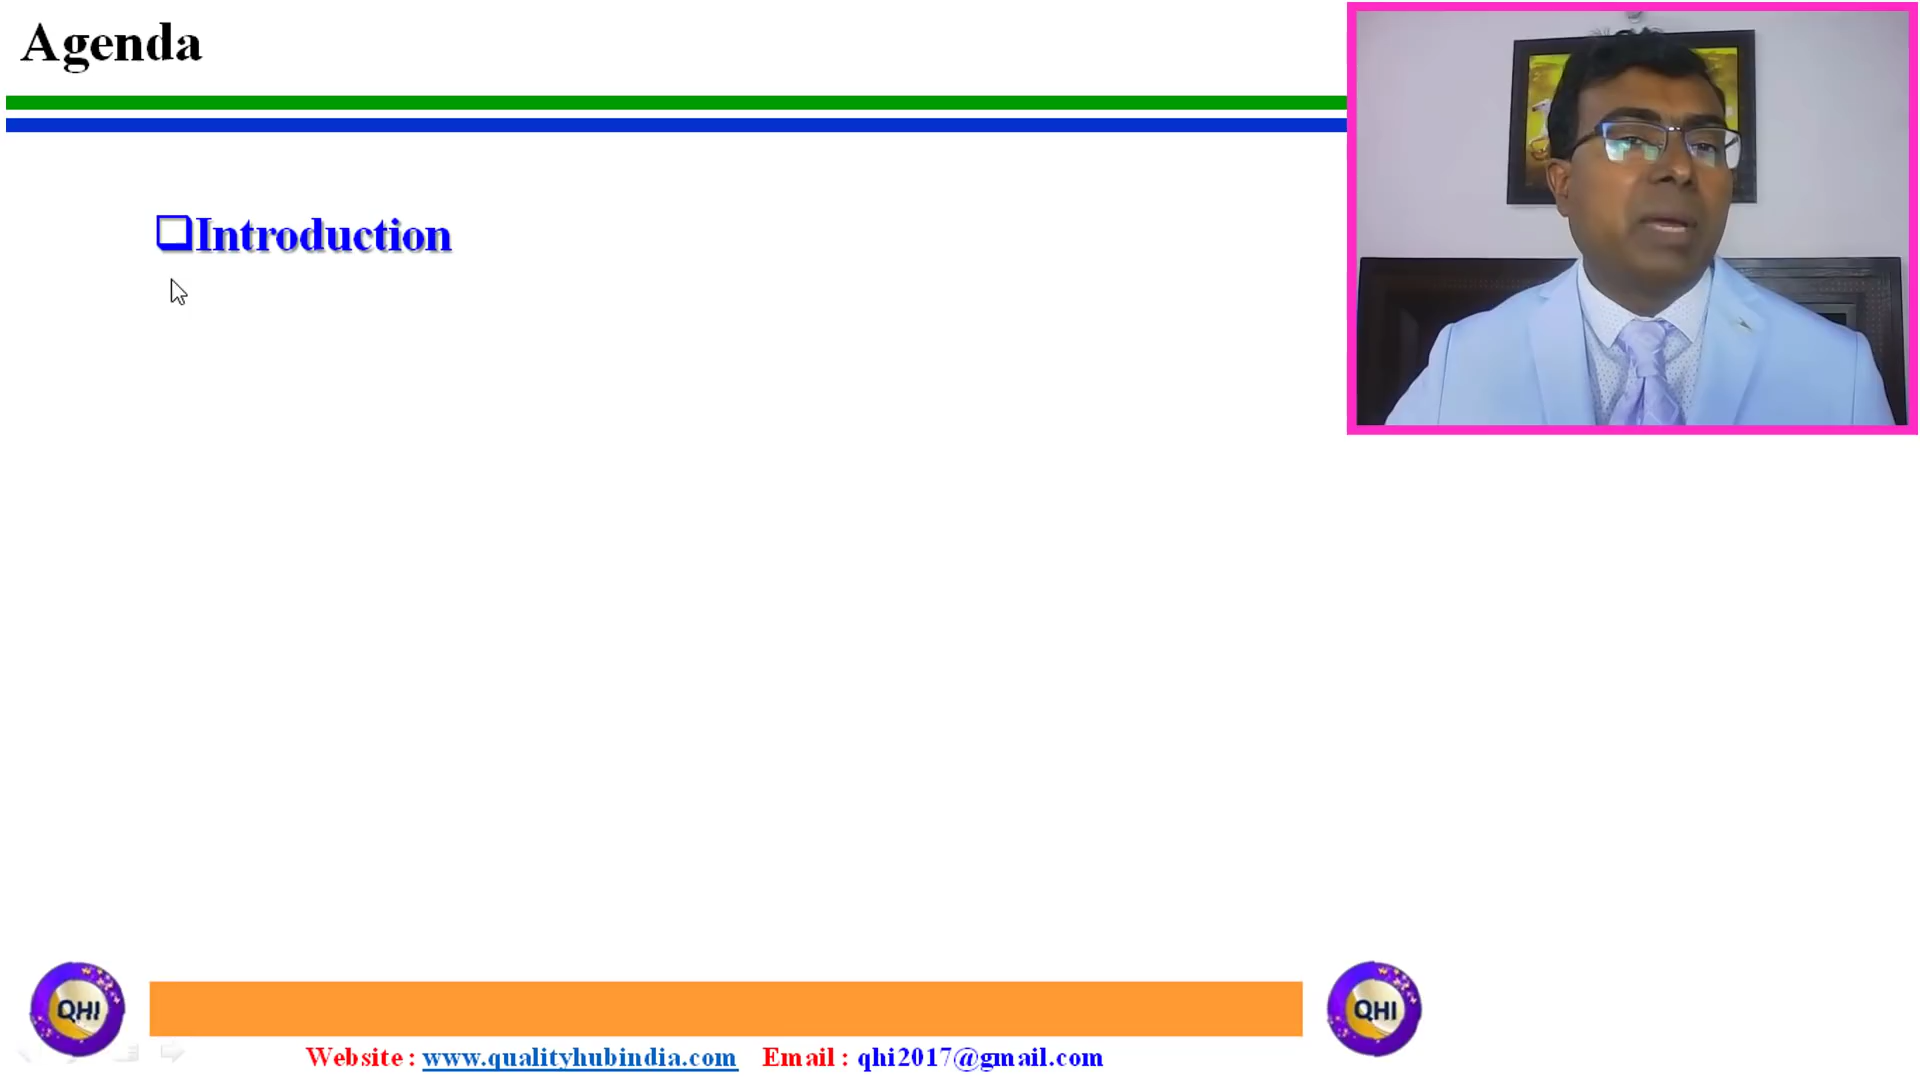 Agenda
❑Introduction
QHI
QHI
Website : www.qualityhubindia.com Email : qhi2017@gmail.com